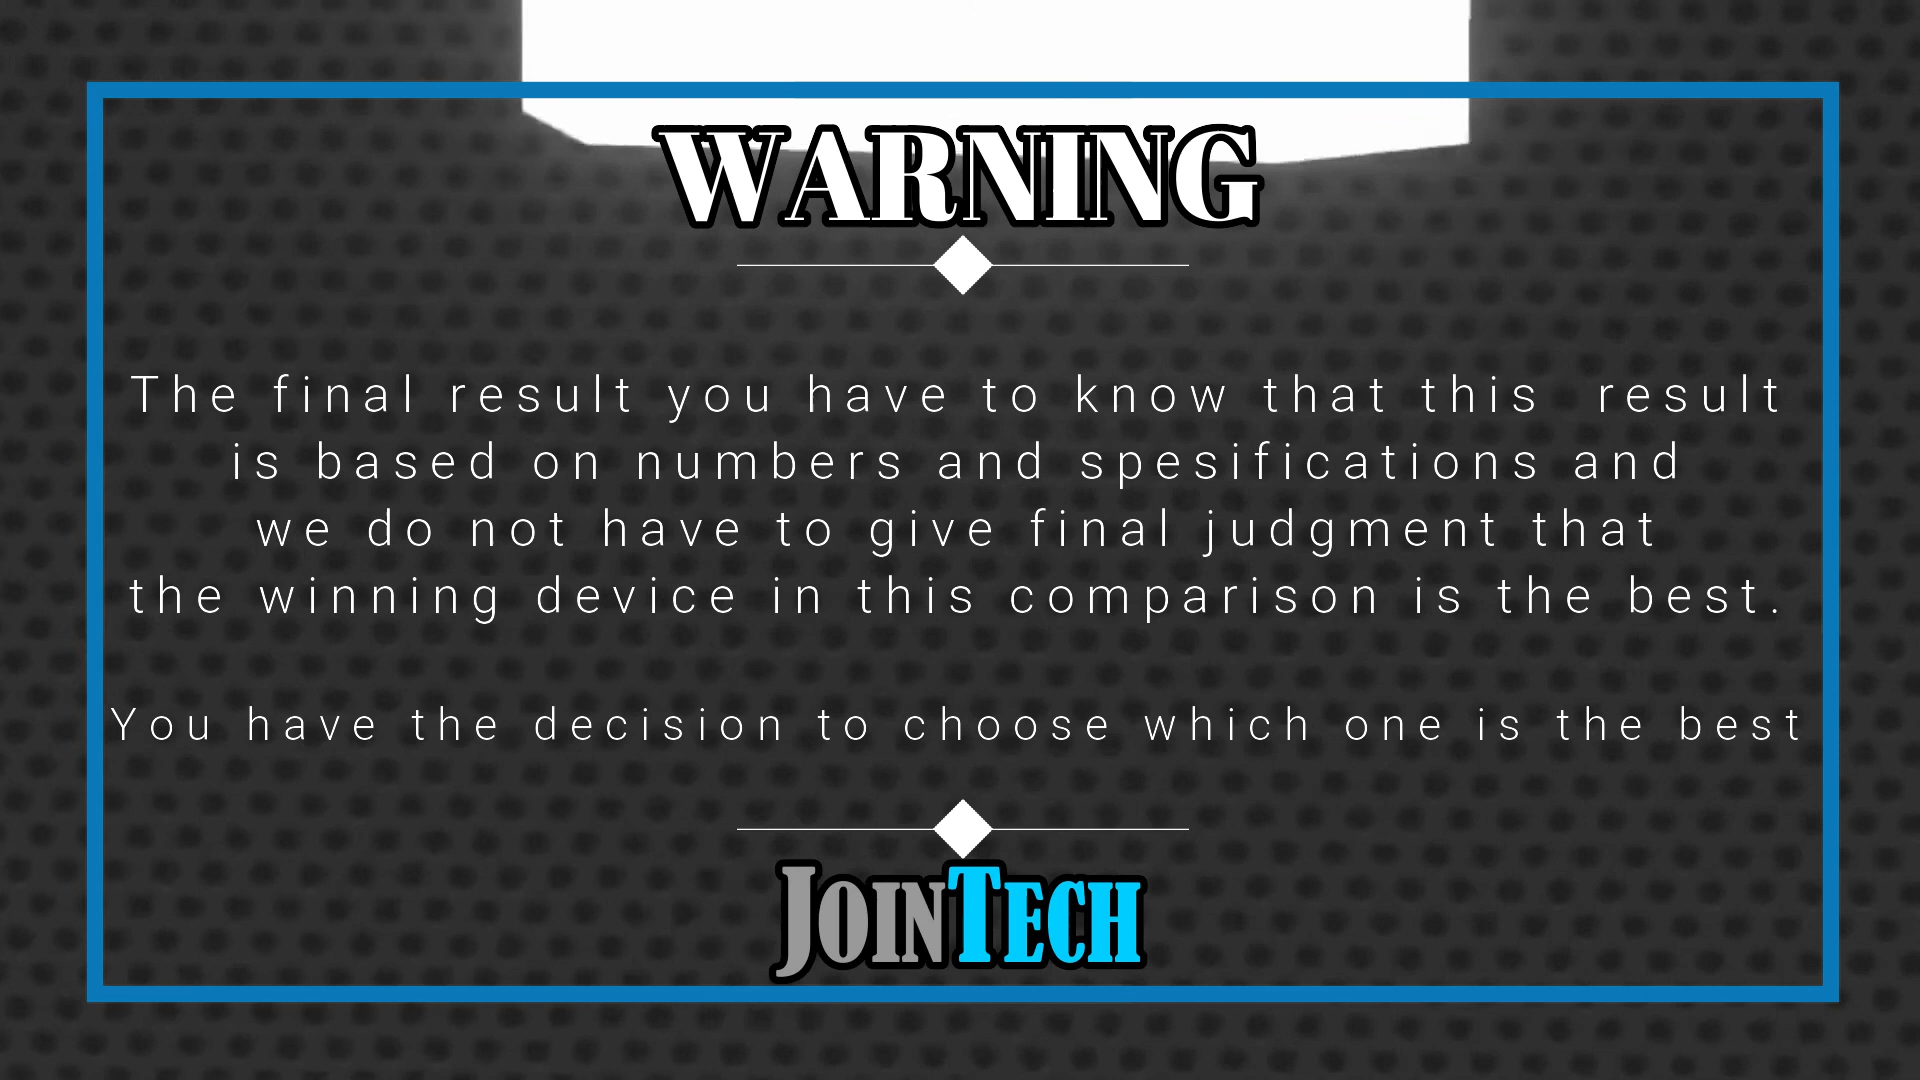 WARNING
The final result you have to know that this result
is based on numbers and spesifications and
we do not have to give final judgment that
the winning device in this comparison is the best.
You have the decision to choose which one is the best
JOINTECH